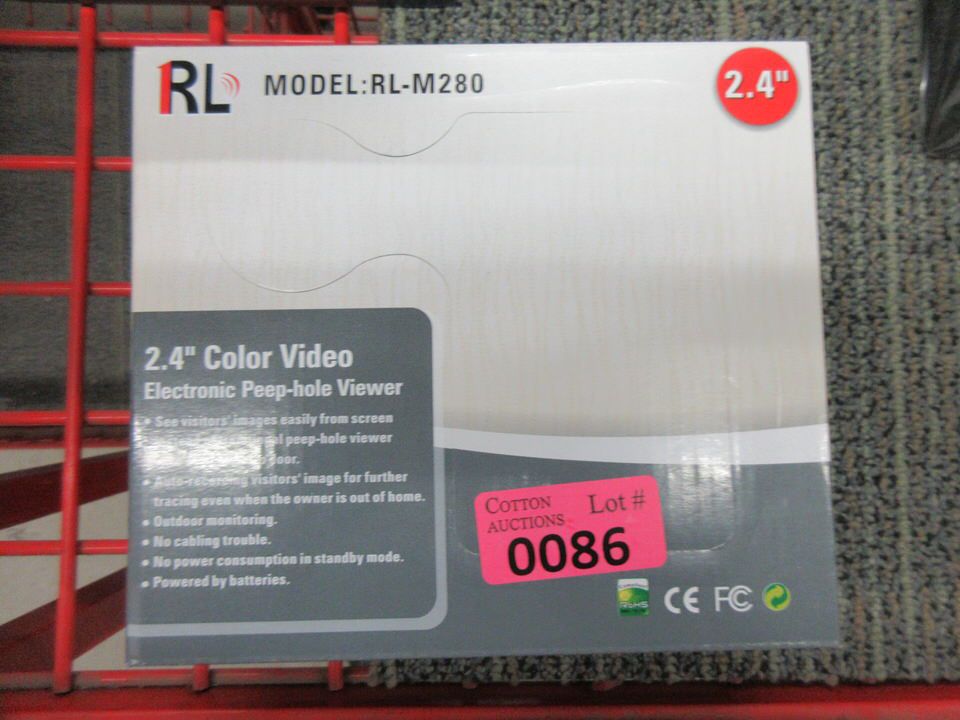 RL MODEL:RL-M280
2.4"
2.4" Color Video
Electronic Peep-hole Viewer
• See visitors' images easily from screen
peep-hole viewer
door.
• Auto-recording visitors' image for further
tracing even when the owner is out of home.
• Outdoor monitoring.
• No cabling trouble.
• No power consumption in standby mode.
• Powered by batteries.
COTTON AUCTIONS Lot #
0086
RoHS CE FC